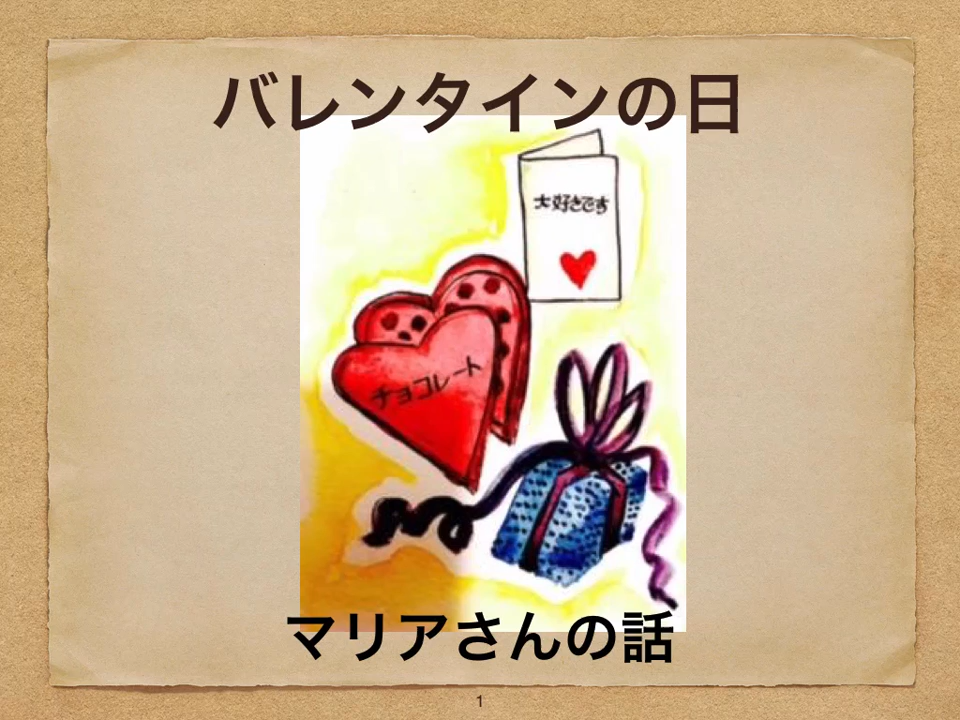 バレンタインの日
大好きです
チョコレート
マリアさんの話
1